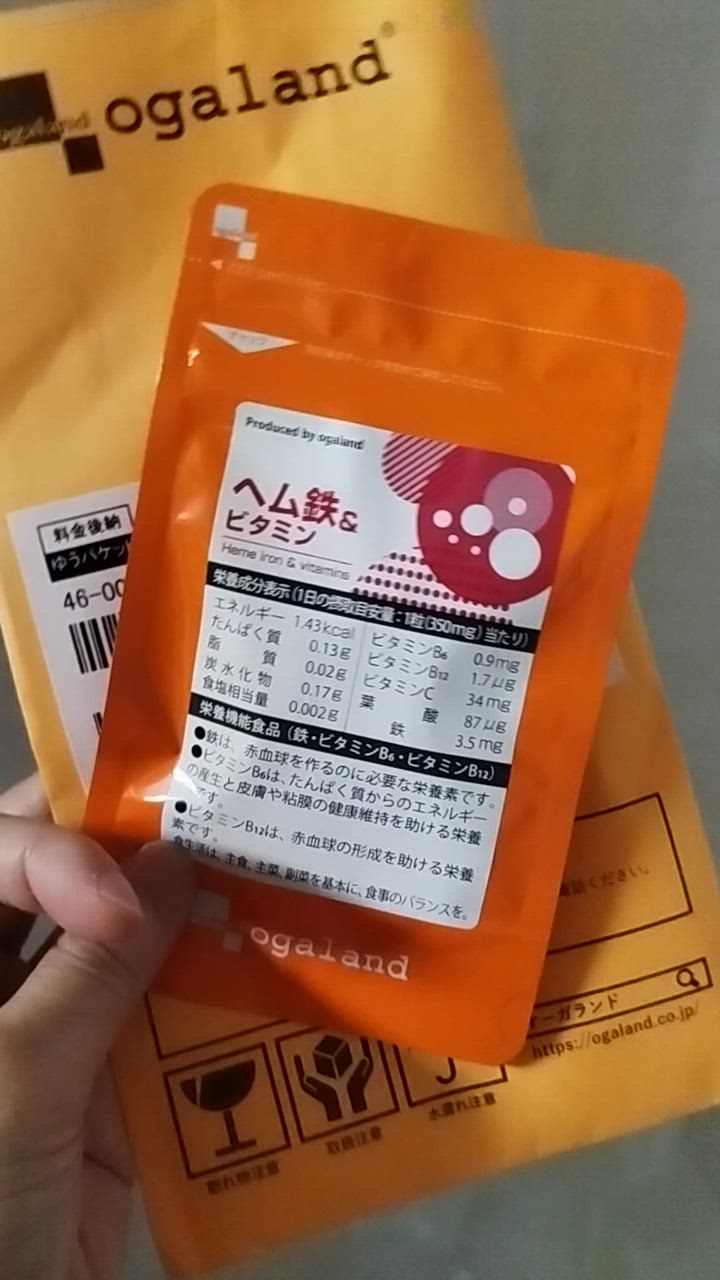 ogaland
チャック
Produced by ogaland
ヘム鉄&
ビタミン
Heme iron & vitamins
栄養成分表示(1日の摂取目安量:1粒(350mg)当たり)
エネルギー 1.43kcal
たんぱく質 0.13g
脂質 0.02g
炭水化物 0.17g
食塩相当量 0.002g
ビタミンB₆ 0.9mg
ビタミンB₁₂ 1.7μg
ビタミンC 34mg
葉酸 87μg
鉄 3.5mg
栄養機能食品(鉄・ビタミンB₆・ビタミンB₁₂)
●鉄は、赤血球を作るのに必要な栄養素です。
●ビタミンB₆は、たんぱく質からのエネルギー
の産生と皮膚や粘膜の健康維持を助ける栄養
です。
●ビタミンB₁₂は、赤血球の形成を助ける栄養
素です。
食生活は、主食、主菜、副菜を基本に、食事のバランスを。
ogaland
料金後納
ゆうパケッ
46-00
ください。
オーガランド
https://ogaland.co.jp/
割れ物注意
取扱注意
水濡れ注意